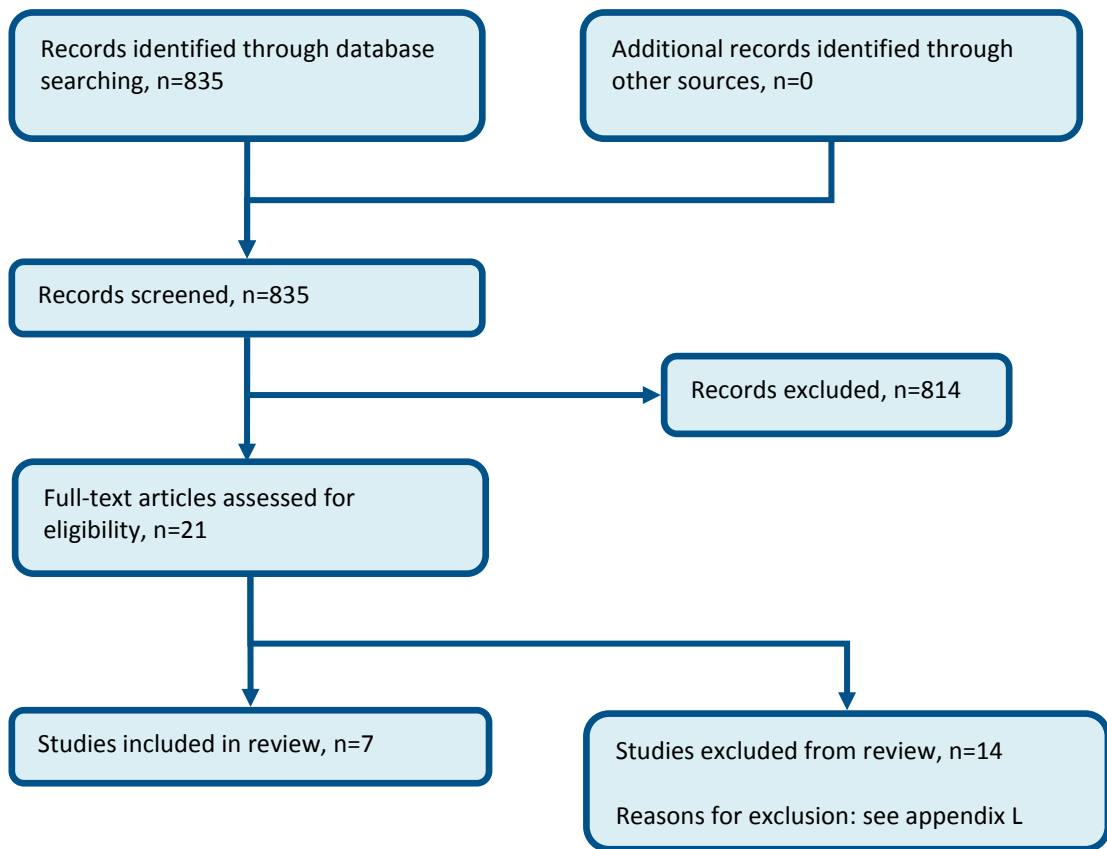 Records identified through database
searching, n=835
Additional records identified through
other sources, n=0
Records screened, n=835
Records excluded, n=814
Full-text articles assessed for
eligibility, n=21
Studies included in review, n=7
Studies excluded from review, n=14
Reasons for exclusion: see appendix L